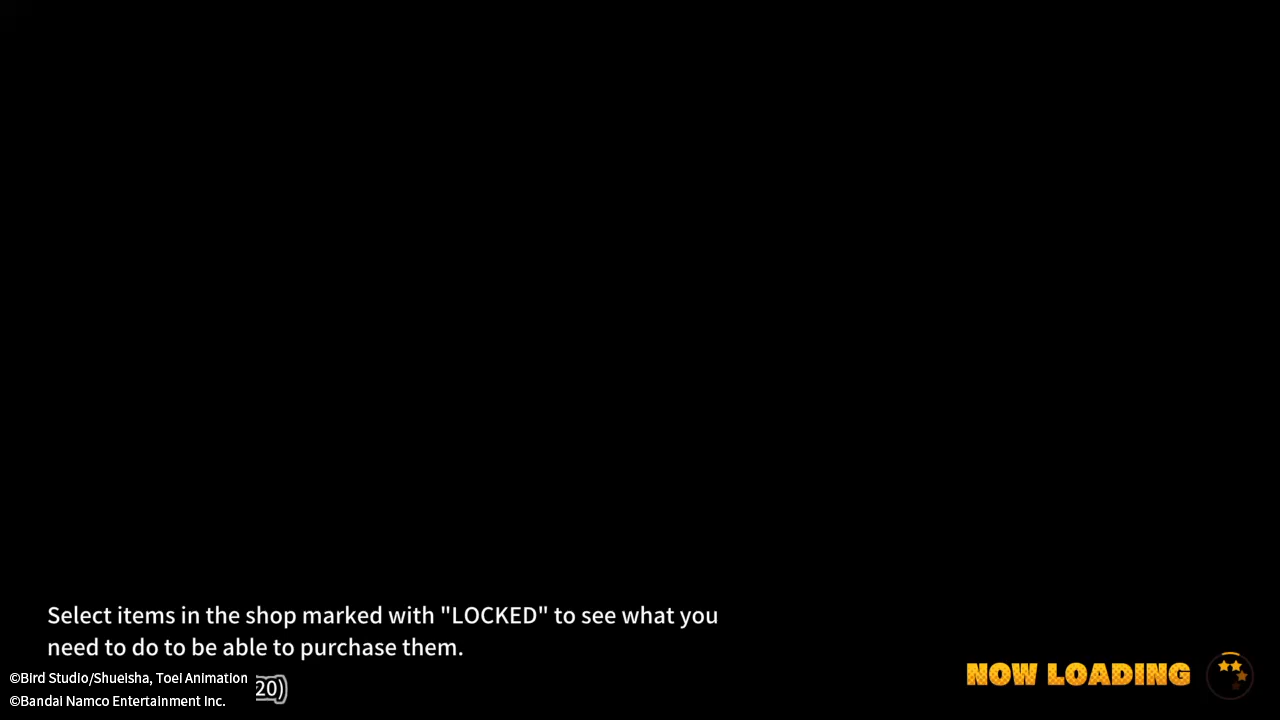 Select items in the shop marked with "LOCKED" to see what you
need to do to be able to purchase them.
©Bird Studio/Shueisha, Toei Animation
20)
©Bandai Namco Entertainment Inc.
NOW LOADING